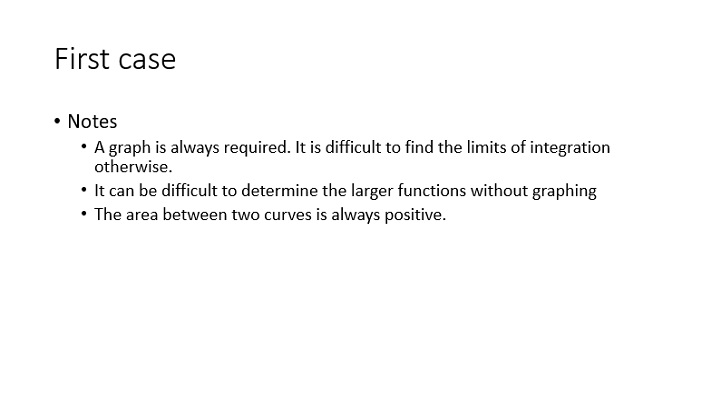 First case
• Notes
• A graph is always required. It is difficult to find the limits of integration
otherwise.
• It can be difficult to determine the larger functions without graphing
• The area between two curves is always positive.